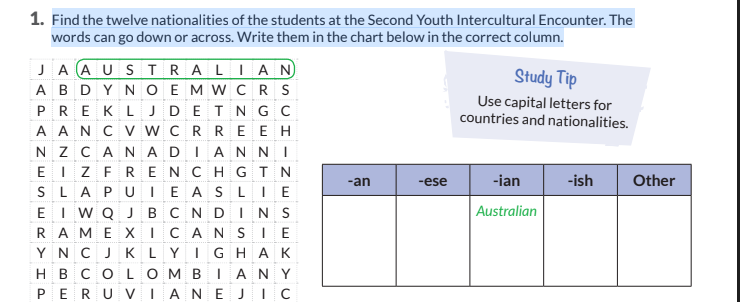 1. Find the twelve nationalities of the students at the Second Youth Intercultural Encounter. The
words can go down or across. Write them in the chart below in the correct column.
J A A U S T R A L I A N
A B D Y N O E M W C R S
P R E K L J D E T N G C
A A N C V W C R R E E H
N Z C A N A D I A N N I
E I Z F R E N C H G T N
S L A P U I E A S L I E
E I W Q J B C N D I N S
R A M E X I C A N S I E
Y N C J K L Y I G H A K
H B C O L O M B I A N Y
P E R U V I A N E J I C
Study Tip
Use capital letters for
countries and nationalities.
-an -ese -ian -ish Other
Australian